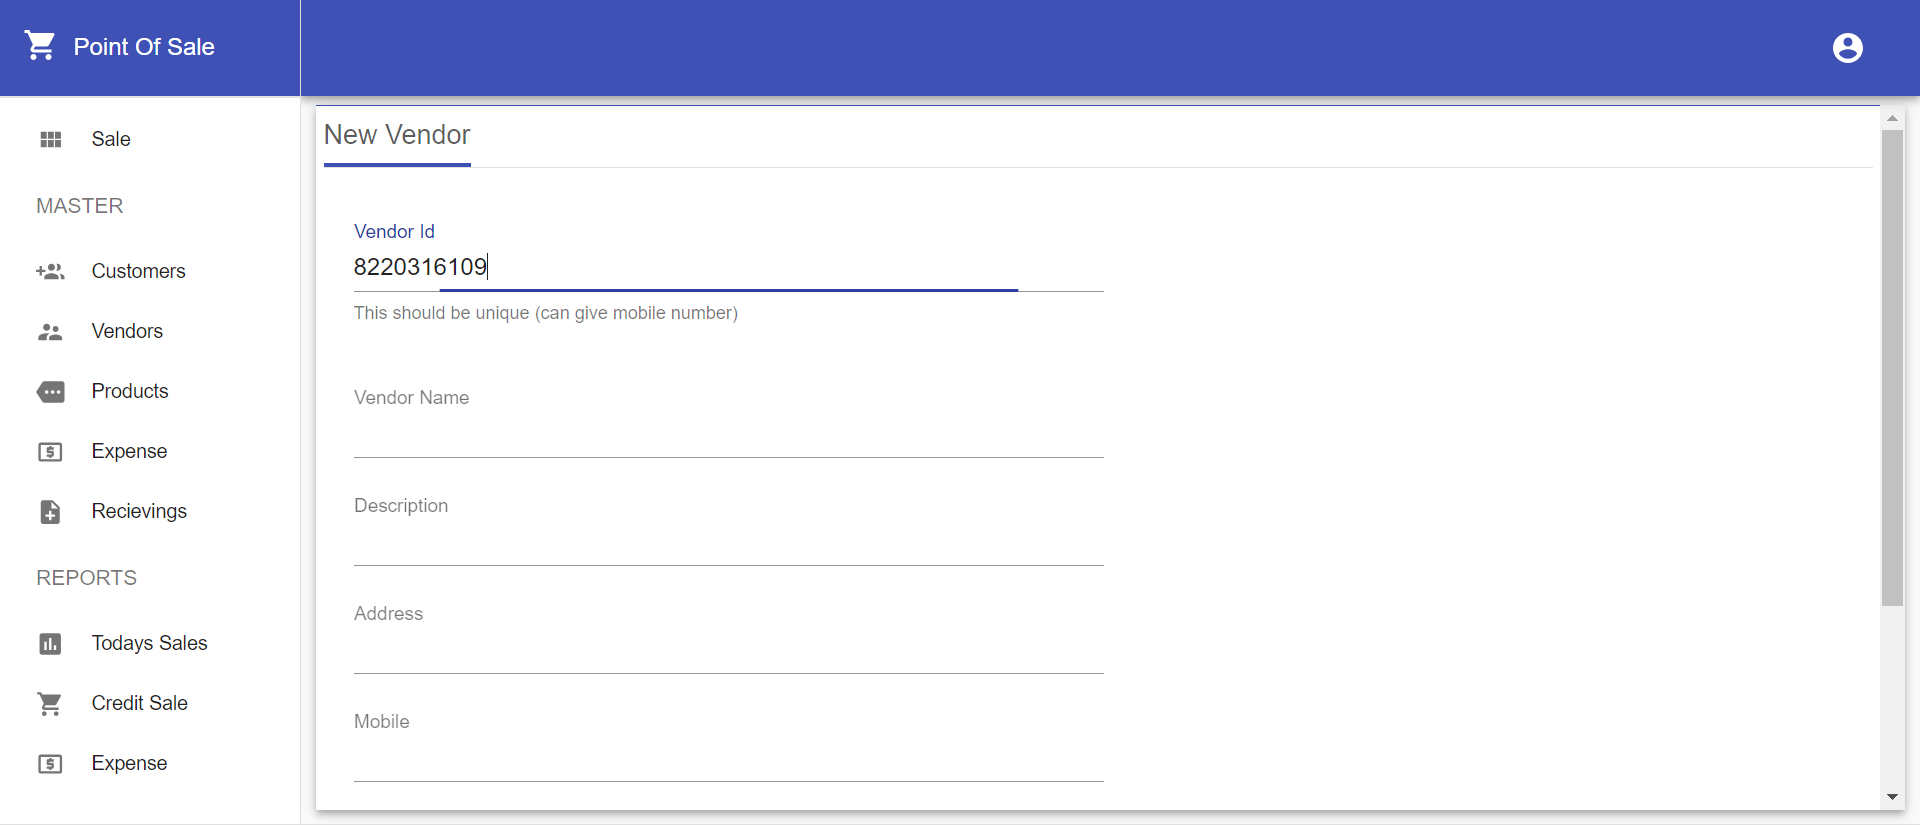 Point Of Sale
Sale
MASTER
Customers
Vendors
Products
Expense
Recievings
REPORTS
Todays Sales
Credit Sale
Expense
New Vendor
Vendor Id
8220316109
This should be unique (can give mobile number)
Vendor Name
Description
Address
Mobile